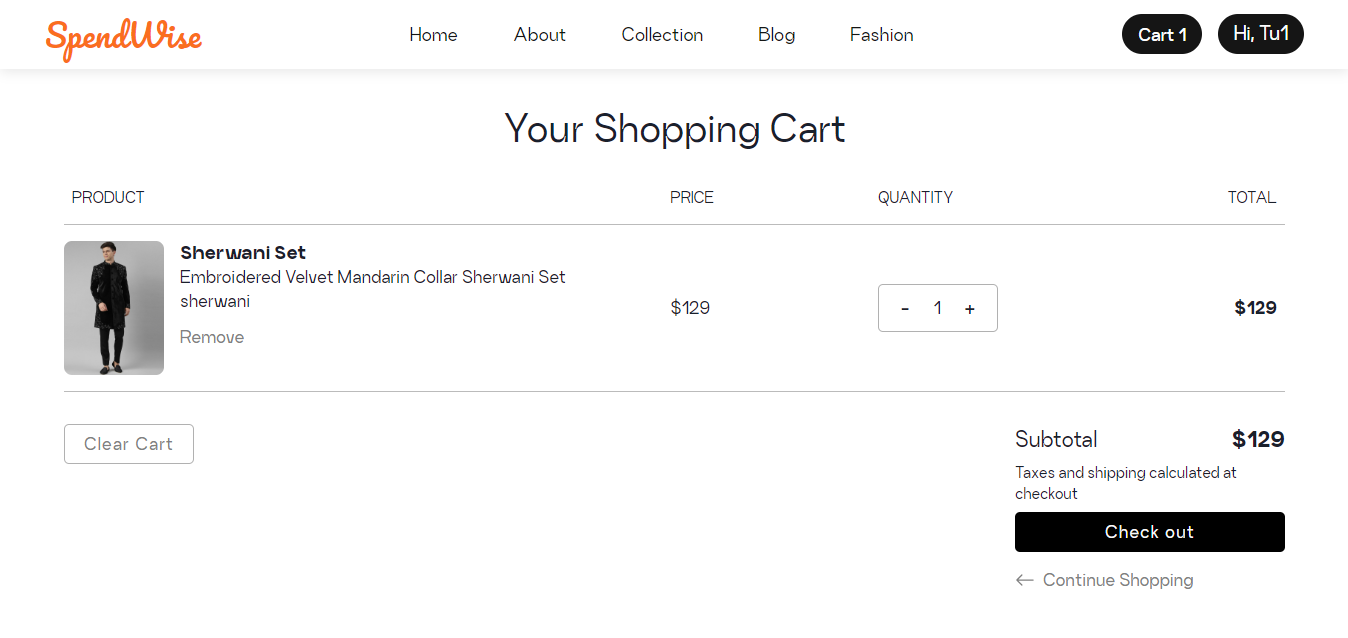 SpendWise
Home About Collection Blog Fashion
Cart 1 Hi, Tu1
Your Shopping Cart
PRODUCT PRICE QUANTITY TOTAL
Sherwani Set
Embroidered Velvet Mandarin Collar Sherwani Set
sherwani
$129 - 1 + $129
Remove
Clear Cart
Subtotal $129
Taxes and shipping calculated at
checkout
Check out
← Continue Shopping